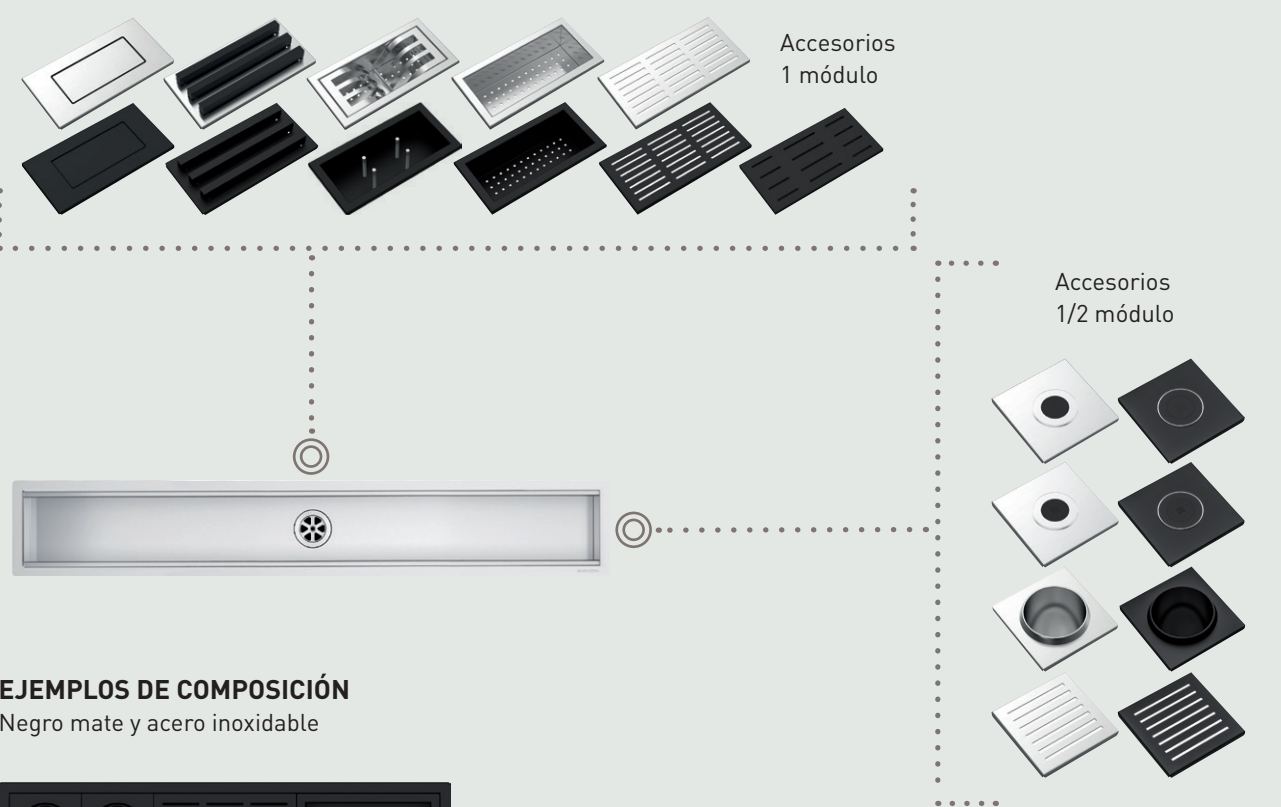 Accesorios
1 módulo
Accesorios
1/2 módulo
EJEMPLOS DE COMPOSICIÓN
Negro mate y acero inoxidable